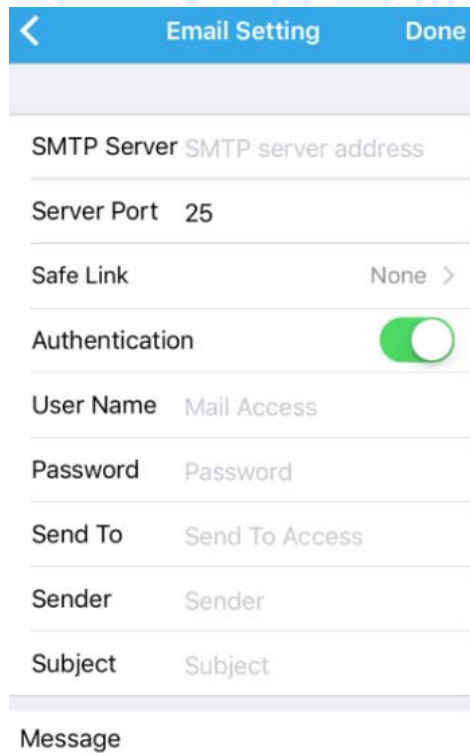 Email Setting Done
SMTP Server SMTP server address
Server Port 25
Safe Link None
Authentication
User Name Mail Access
Password Password
Send To Send To Access
Sender Sender
Subject Subject
Message